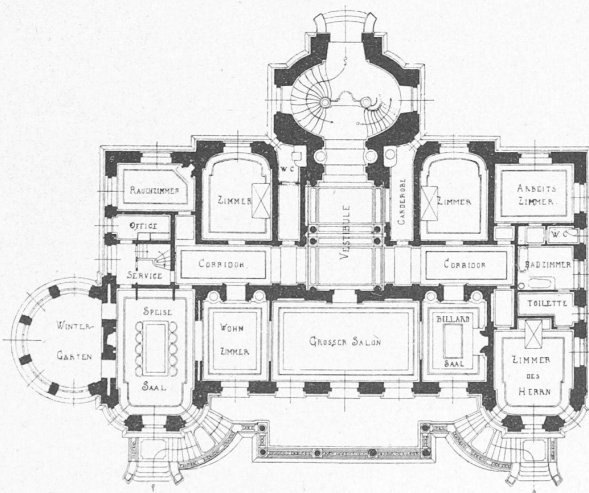 W C
RAUCHZIMMER
ZIMMER
GARDEROBE
ZIMMER
ARBEITS
ZIMMER.
OFFICE
VESTIBULE
W C
SERVICE
CORRIDOR.
CORRIDOR
BADZIMMER
TOILETTE
SPEISE
SAAL
WINTER-
GARTEN
WOHN
ZIMMER
GROSSER SALON
BILLARD
SAAL
ZIMMER
DES
HERRN